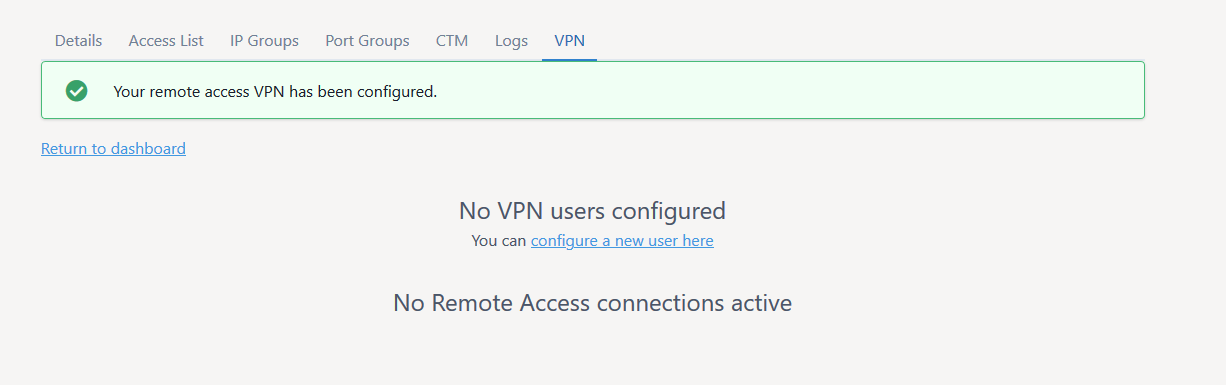 Details Access List IP Groups Port Groups CTM Logs VPN
Your remote access VPN has been configured.
Return to dashboard
No VPN users configured
You can configure a new user here
No Remote Access connections active